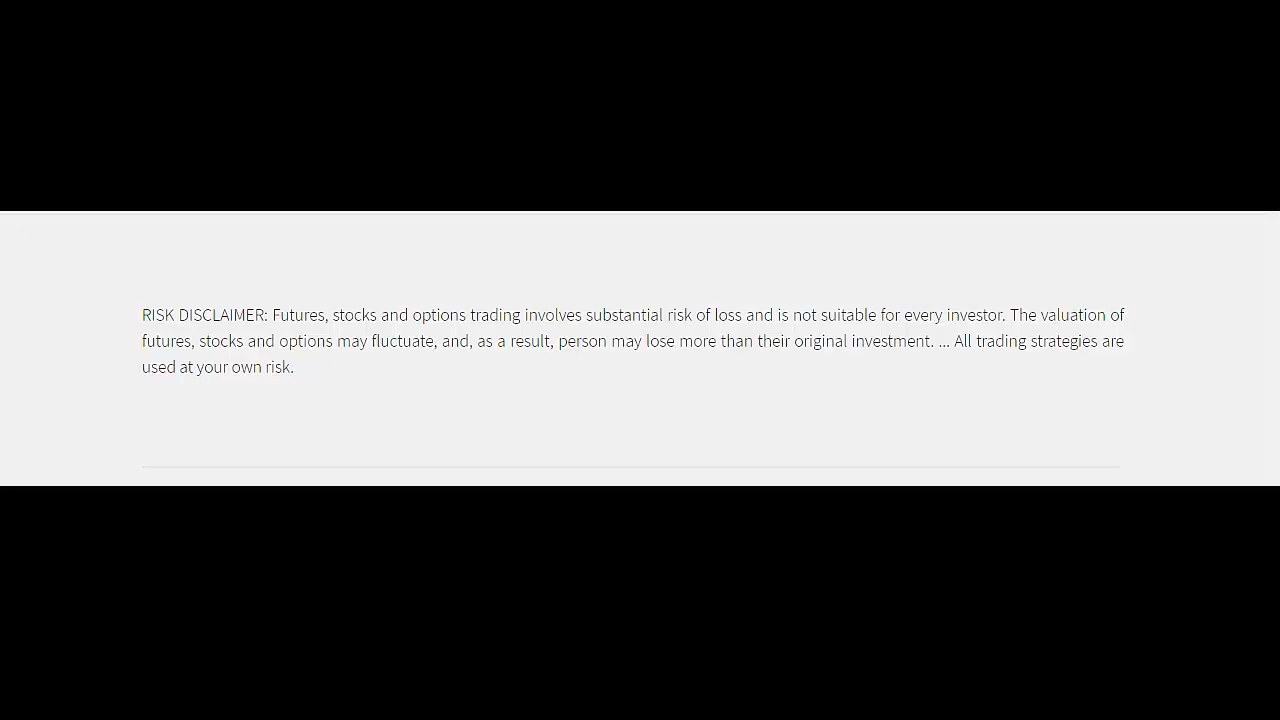 RISK DISCLAIMER: Futures, stocks and options trading involves substantial risk of loss and is not suitable for every investor. The valuation of
futures, stocks and options may fluctuate, and, as a result, person may lose more than their original investment. ... All trading strategies are
used at your own risk.